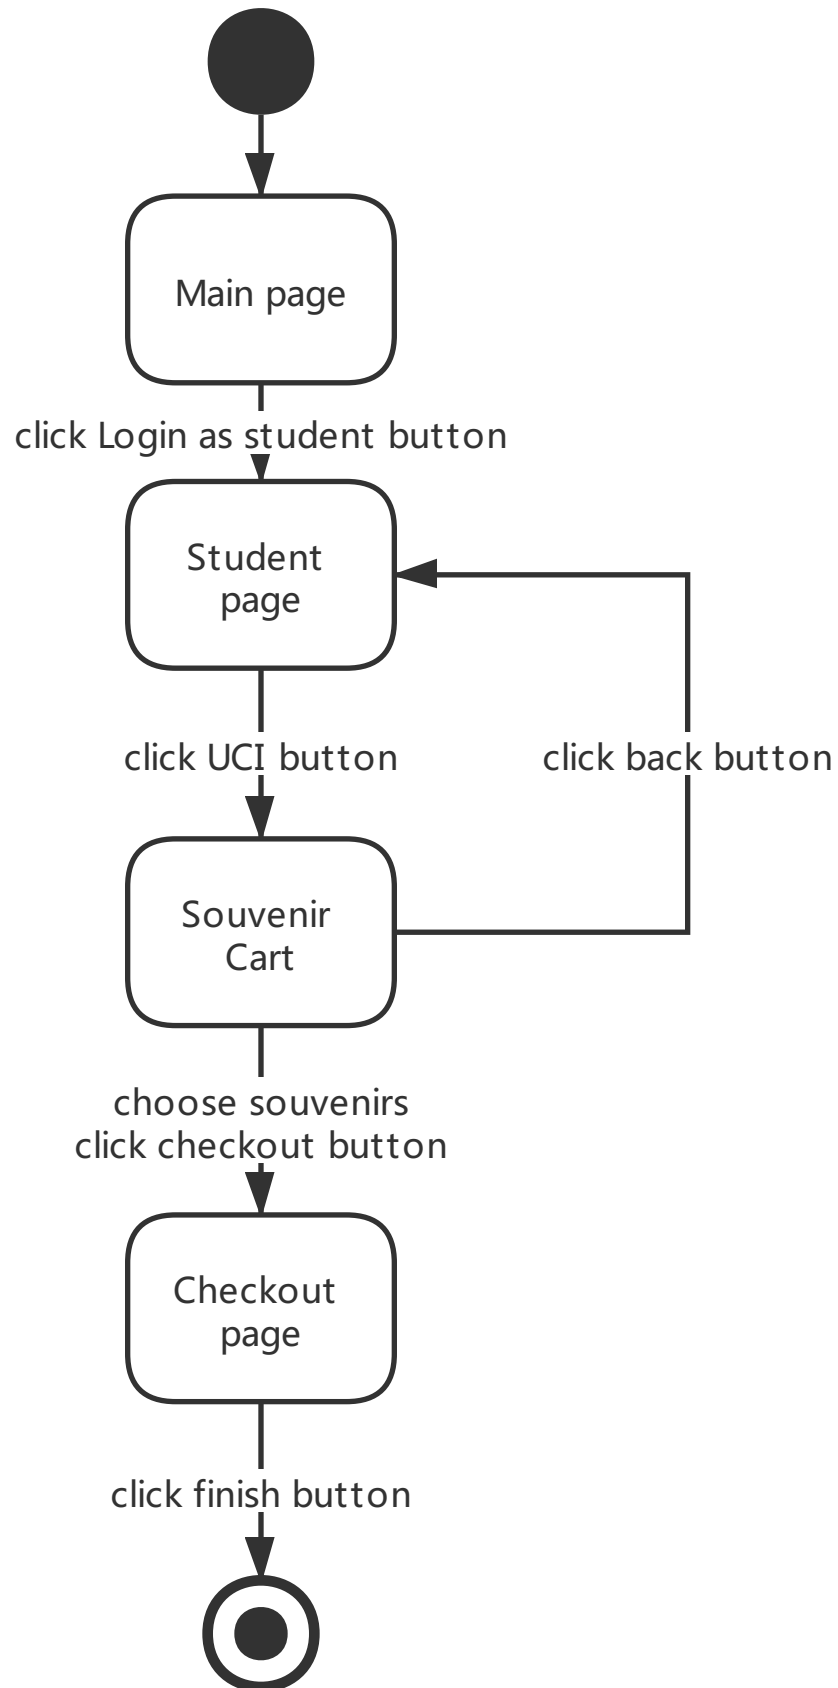 Main page
click Login as student button
Student
page
click UCI button
click back button
Souvenir
Cart
choose souvenirs
click checkout button
Checkout
page
click finish button